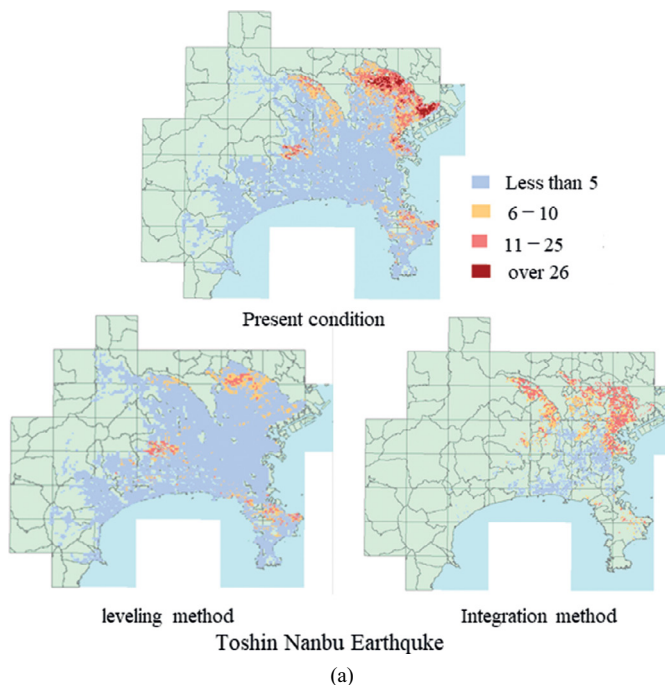 Less than 5
6－10
11－25
over 26
Present condition
leveling method
Integration method
Toshin Nanbu Earthquke
(a)